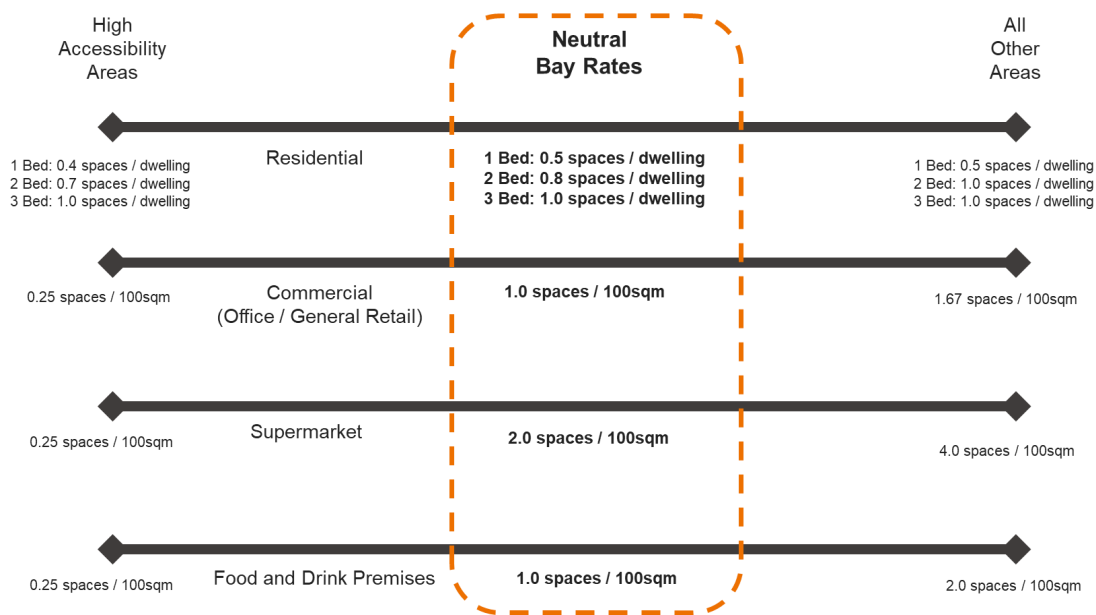 High
Accessibility
Areas
Neutral
Bay Rates
All
Other
Areas
Residential
1 Bed: 0.4 spaces / dwelling
2 Bed: 0.7 spaces / dwelling
3 Bed: 1.0 spaces / dwelling
1 Bed: 0.5 spaces / dwelling
2 Bed: 0.8 spaces / dwelling
3 Bed: 1.0 spaces / dwelling
1 Bed: 0.5 spaces / dwelling
2 Bed: 1.0 spaces / dwelling
3 Bed: 1.0 spaces / dwelling
0.25 spaces / 100sqm
Commercial
(Office / General Retail)
1.0 spaces / 100sqm
1.67 spaces / 100sqm
0.25 spaces / 100sqm
Supermarket
2.0 spaces / 100sqm
4.0 spaces / 100sqm
0.25 spaces / 100sqm
Food and Drink Premises
1.0 spaces / 100sqm
2.0 spaces / 100sqm